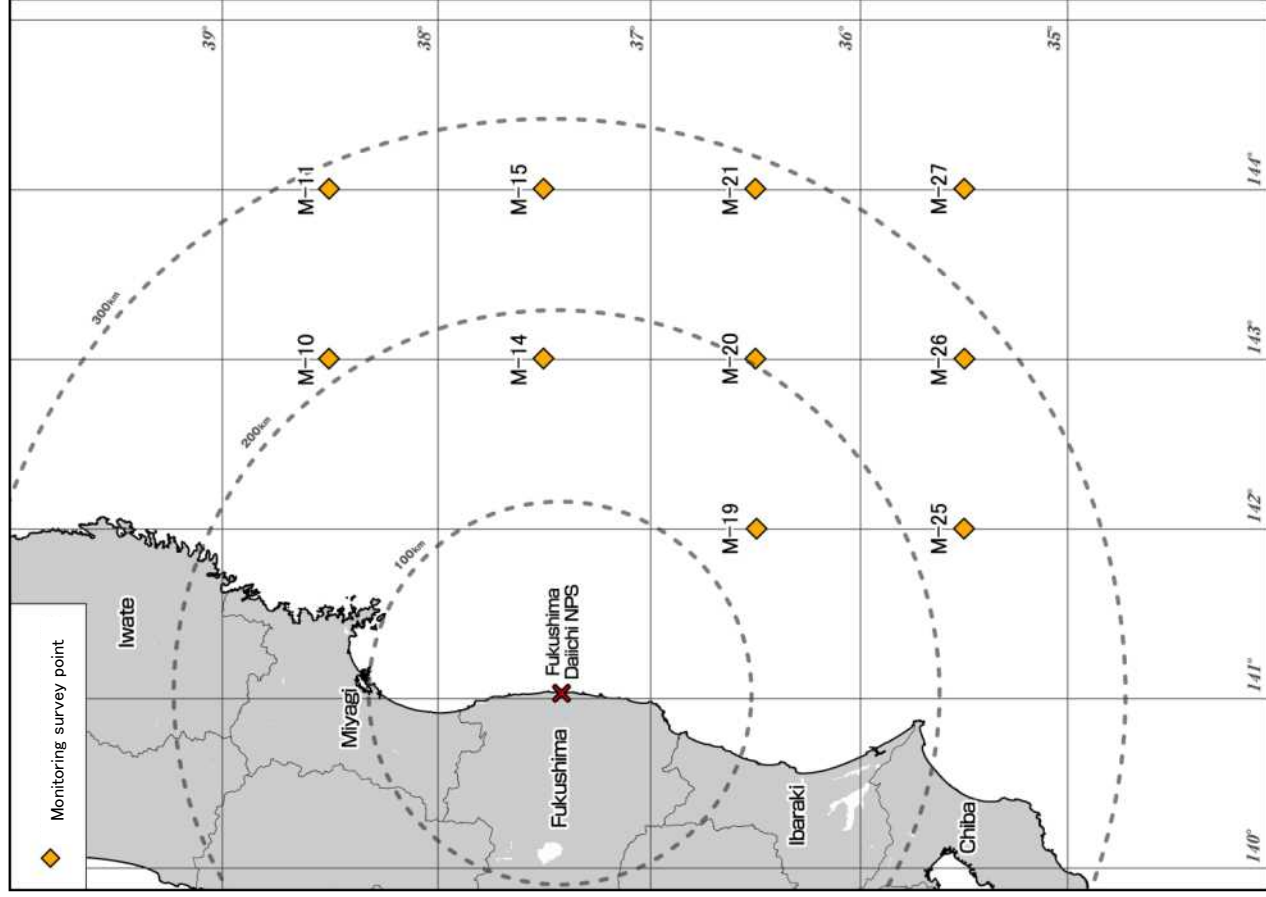 Monitoring survey point
Iwate
Miyagi
Fukushima
Ibaraki
Chiba
Fukushima
Daiichi NPS
100km
200km
300km
M-10
M-11
M-14
M-15
M-19
M-20
M-21
M-25
M-26
M-27
39°
38°
37°
36°
35°
140°
141°
142°
143°
144°